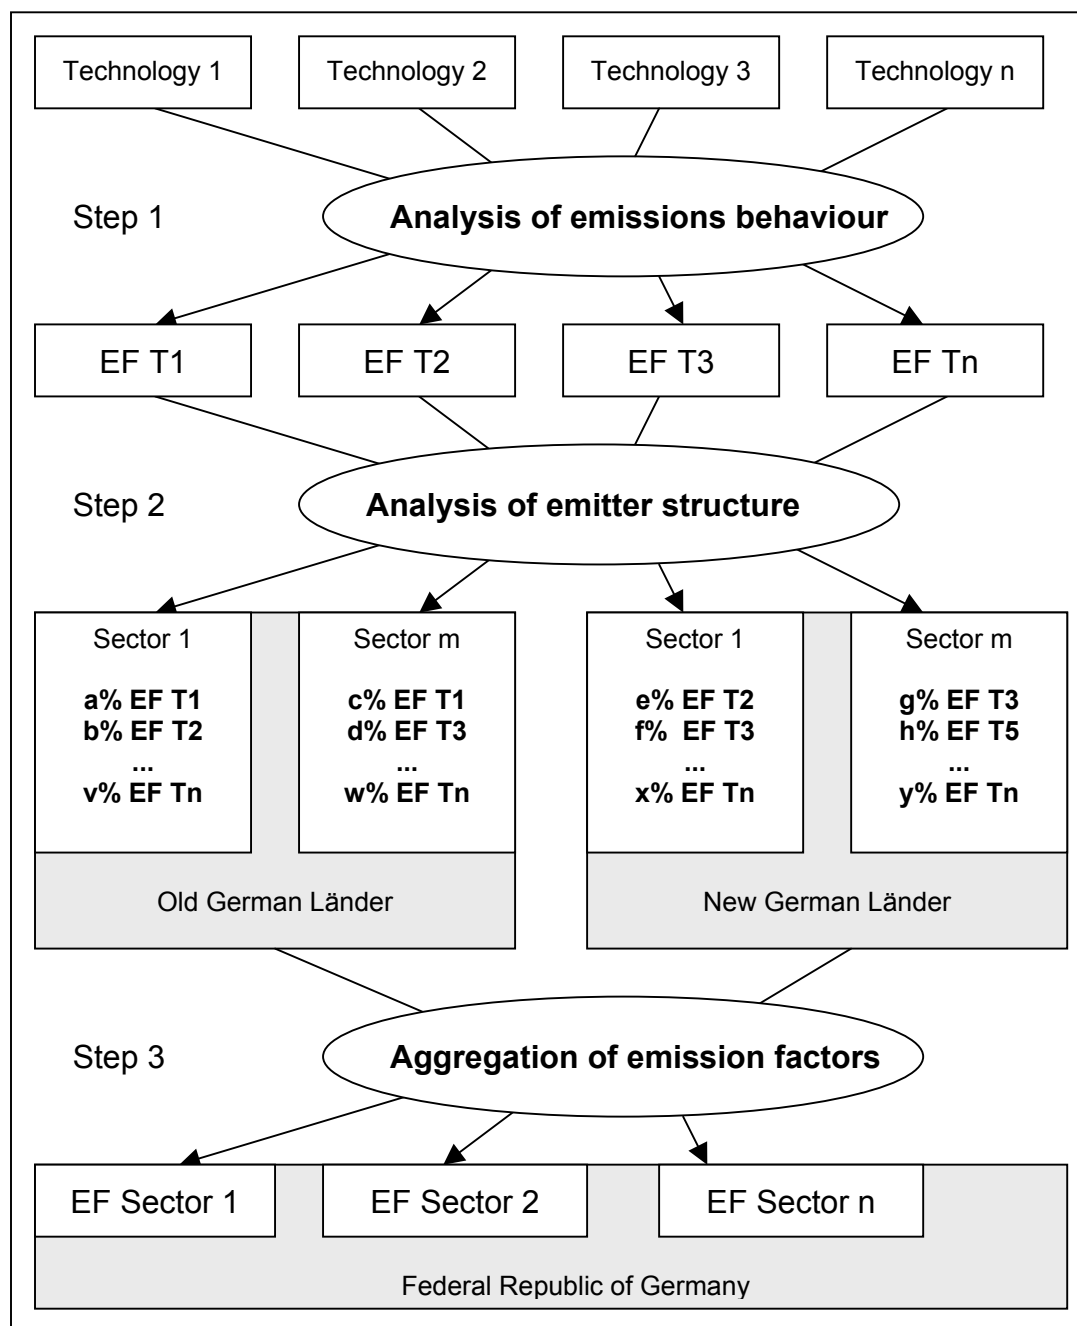 Technology 1
Technology 2
Technology 3
Technology n
Step 1
Analysis of emissions behaviour
EF T1
EF T2
EF T3
EF Tn
Step 2
Analysis of emitter structure
Sector 1
a% EF T1
b% EF T2
...
v% EF Tn
Sector m
c% EF T1
d% EF T3
...
w% EF Tn
Old German Länder
Sector 1
e% EF T2
f% EF T3
...
x% EF Tn
Sector m
g% EF T3
h% EF T5
...
y% EF Tn
New German Länder
Step 3
Aggregation of emission factors
EF Sector 1
EF Sector 2
EF Sector n
Federal Republic of Germany